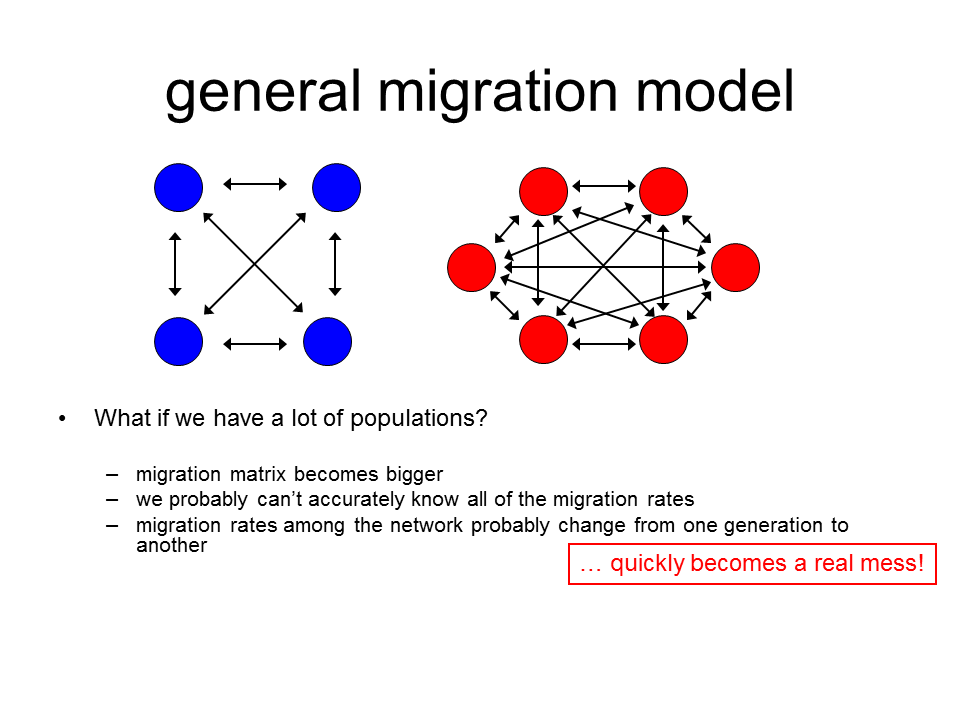 general migration model
• What if we have a lot of populations?
– migration matrix becomes bigger
– we probably can’t accurately know all of the migration rates
– migration rates among the network probably change from one generation to
another
… quickly becomes a real mess!